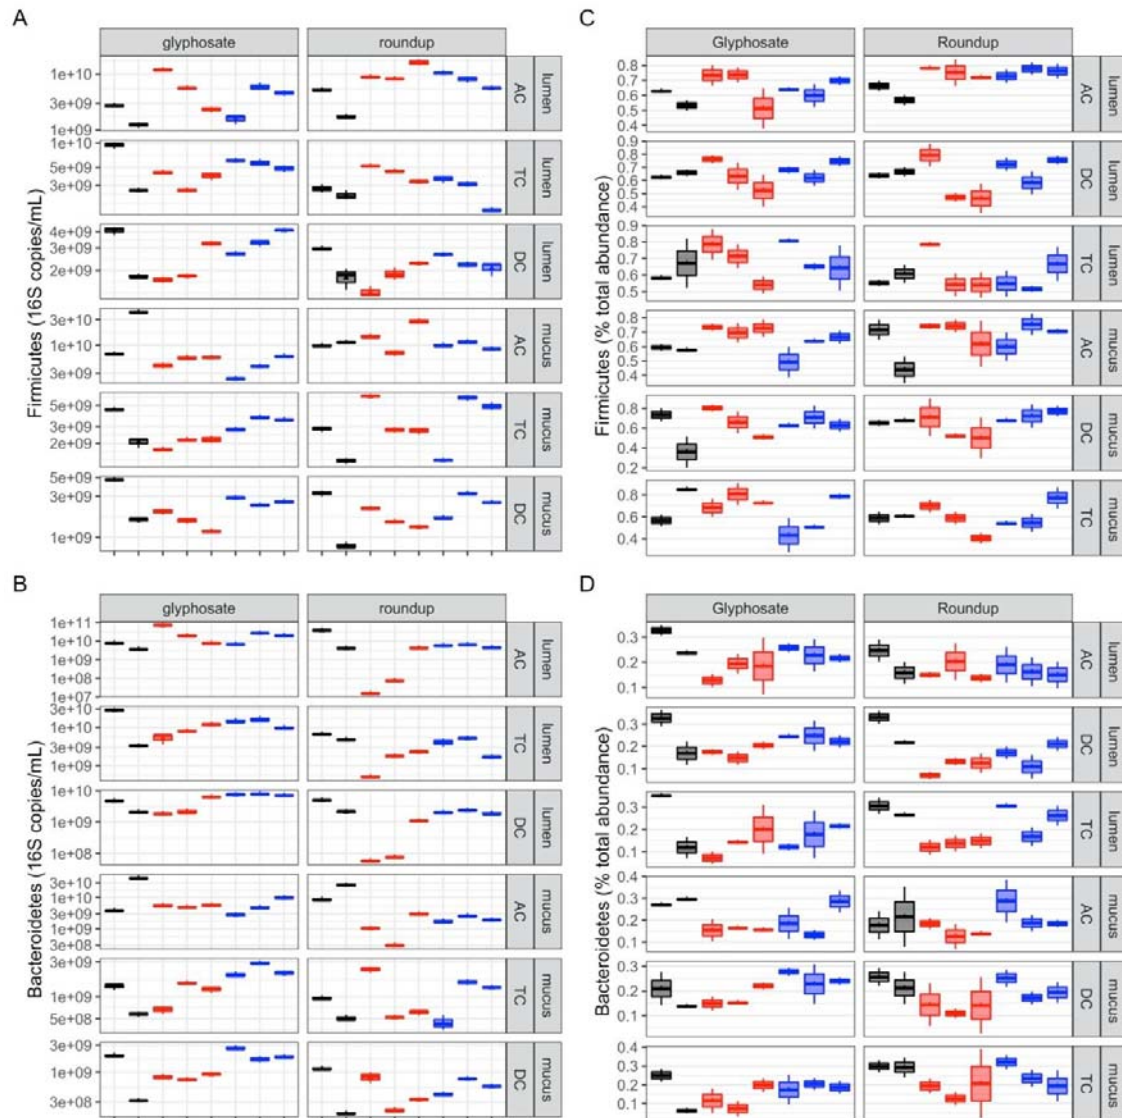 A
glyphosate
roundup
Firmicutes (16S copies/mL)
1e+10
3e+09
1e+09
AC
lumen
1e+10
5e+09
3e+09
TC
lumen
4e+09
3e+09
2e+09
DC
lumen
3e+10
1e+10
3e+09
AC
mucus
5e+09
3e+09
2e+09
TC
mucus
5e+09
3e+09
1e+09
DC
mucus
C
Glyphosate
Roundup
Firmicutes (% total abundance)
0.8
0.7
0.6
0.5
0.4
AC
lumen
0.9
0.8
0.7
0.6
0.5
0.4
DC
lumen
0.9
0.8
0.7
0.6
0.5
TC
lumen
0.8
0.7
0.6
0.5
0.4
AC
mucus
0.8
0.6
0.4
0.2
DC
mucus
0.8
0.6
0.4
TC
mucus
B
glyphosate
roundup
Bacteroidetes (16S copies/mL)
1e+11
1e+10
1e+09
1e+08
1e+07
AC
lumen
3e+10
1e+10
3e+09
1e+09
TC
lumen
1e+10
1e+09
1e+08
DC
lumen
3e+10
1e+10
3e+09
1e+09
3e+08
AC
mucus
3e+09
1e+09
5e+08
TC
mucus
3e+09
1e+09
3e+08
DC
mucus
D
Glyphosate
Roundup
Bacteroidetes (% total abundance)
0.3
0.2
0.1
AC
lumen
0.3
0.2
0.1
DC
lumen
0.3
0.2
0.1
TC
lumen
0.4
0.3
0.2
0.1
AC
mucus
0.3
0.2
0.1
DC
mucus
0.4
0.3
0.2
0.1
0.0
TC
mucus